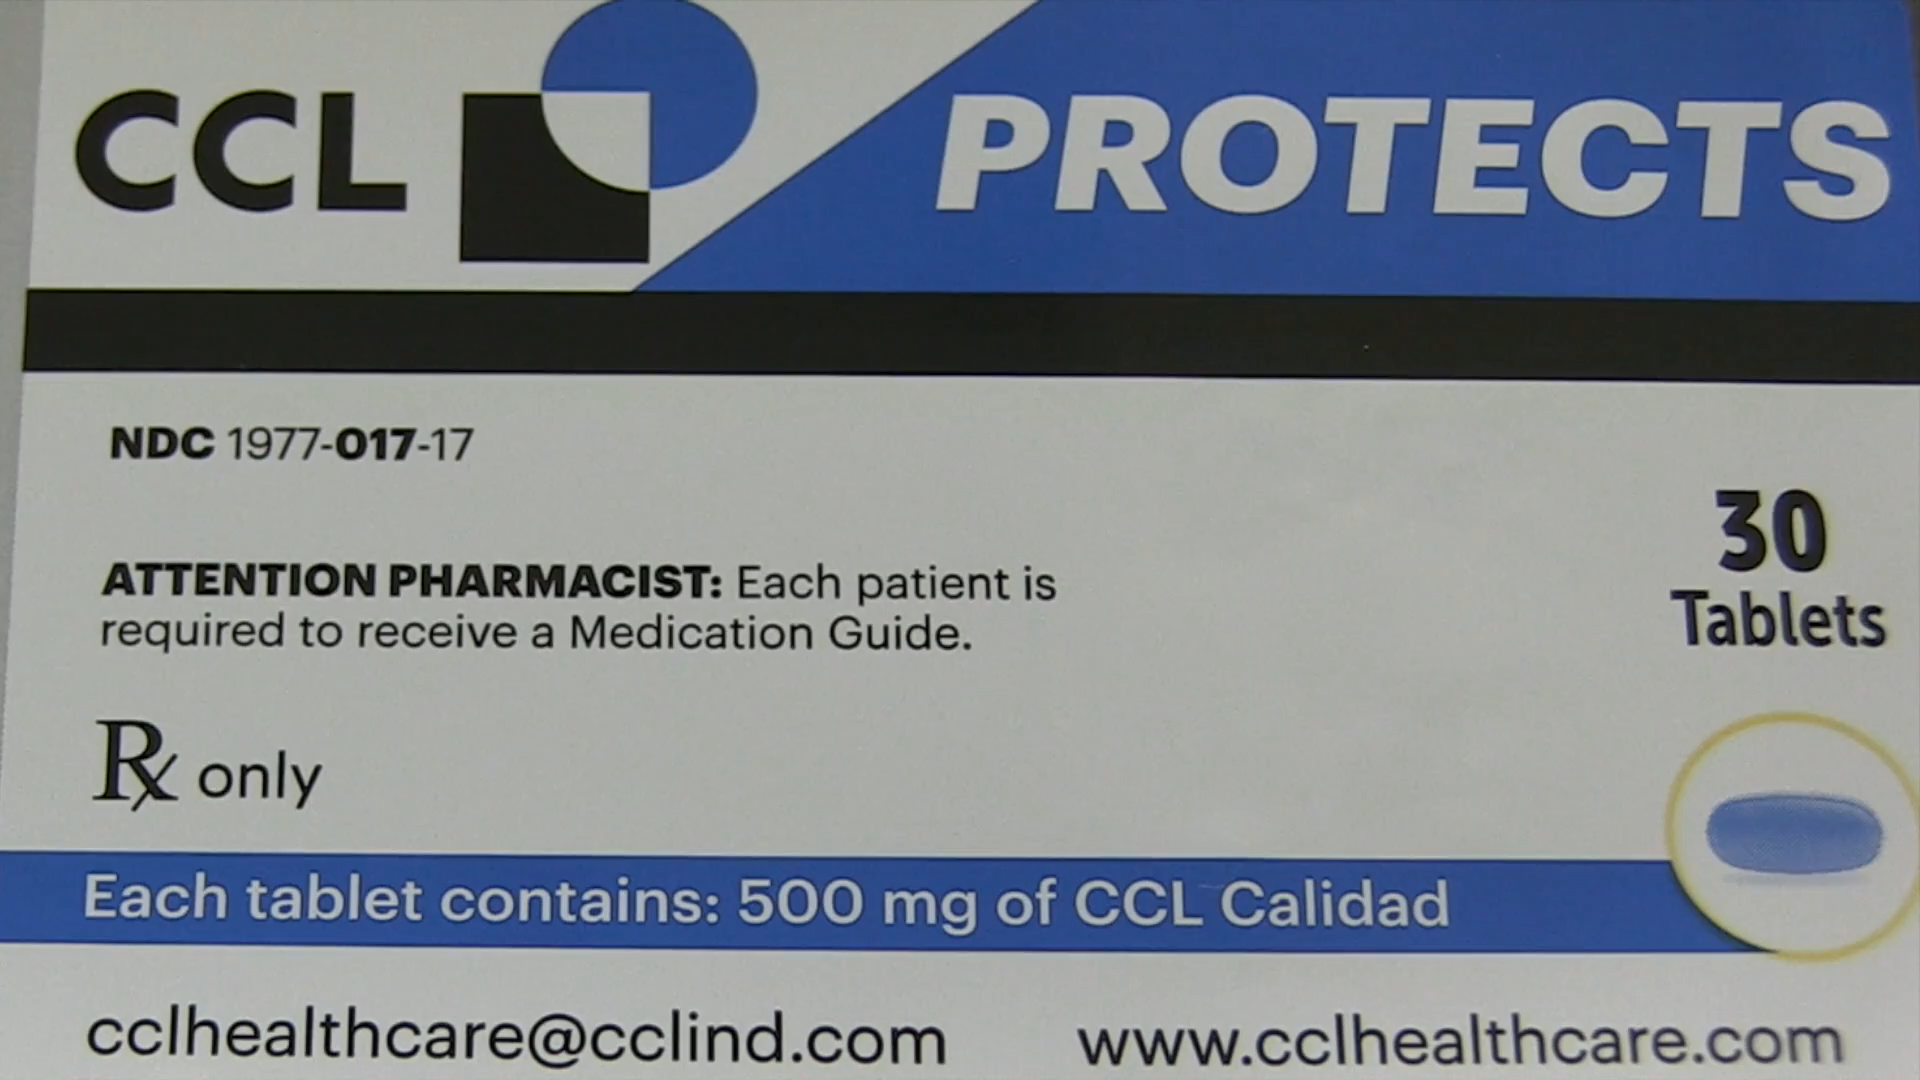 CCL PROTECTS
NDC 1977-017-17
30
Tablets
ATTENTION PHARMACIST: Each patient is
required to receive a Medication Guide.
Rx only
Each tablet contains: 500 mg of CCL Calidad
cclhealthcare@cclind.com www.cclhealthcare.com